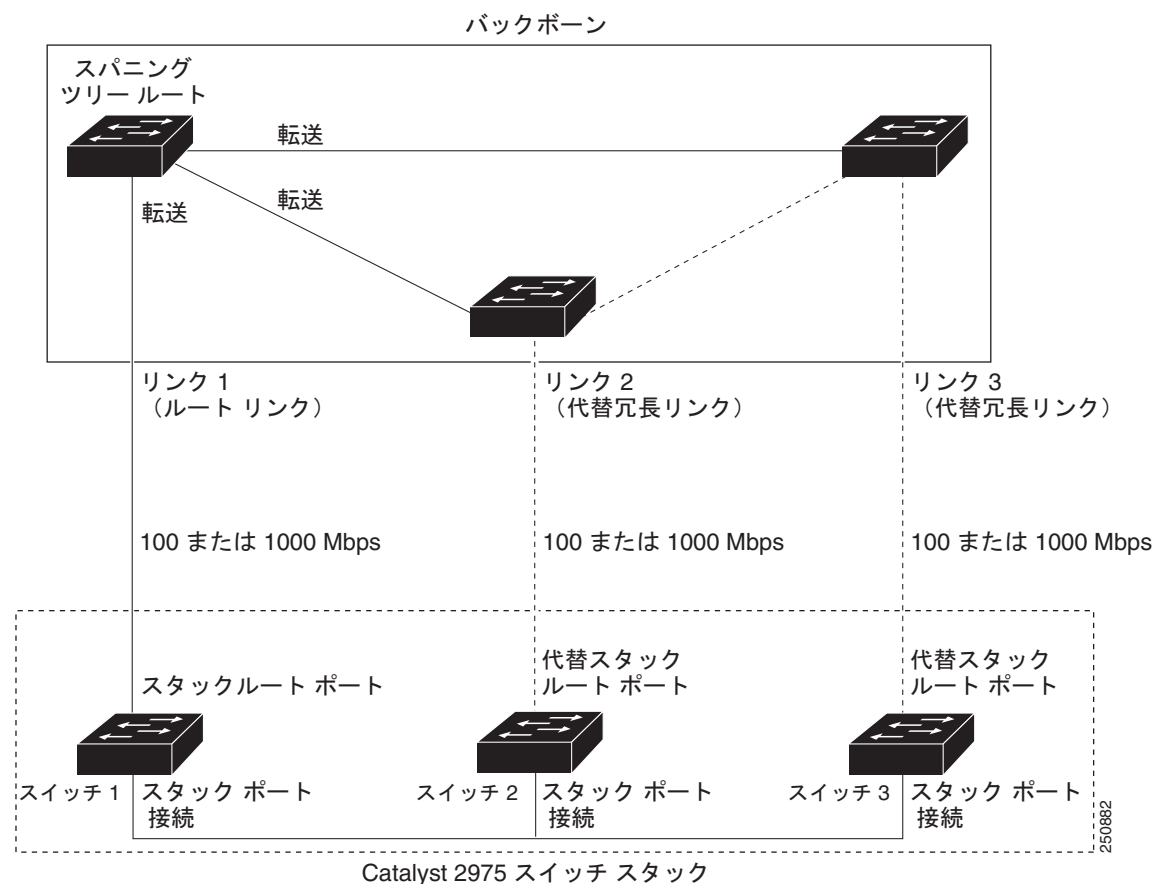 バックボーン
スパニング
ツリー ルート
転送
転送
転送
リンク 1
（ルート リンク）
リンク 2
（代替冗長リンク）
リンク 3
（代替冗長リンク）
100 または 1000 Mbps
100 または 1000 Mbps
100 または 1000 Mbps
スタックルート ポート
代替スタック
ルート ポート
代替スタック
ルート ポート
スイッチ 1
スタック ポート
接続
スイッチ 2
スタック ポート
接続
スイッチ 3
スタック ポート
接続
250882
Catalyst 2975 スイッチ スタック